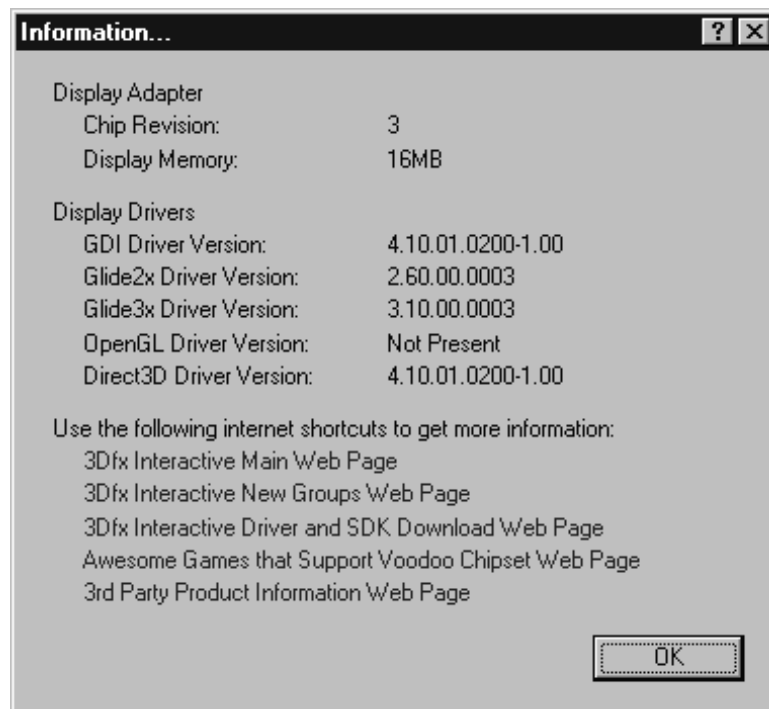 Information...
? X
Display Adapter
Chip Revision: 3
Display Memory: 16MB
Display Drivers
GDI Driver Version: 4.10.01.0200-1.00
Glide2x Driver Version: 2.60.00.0003
Glide3x Driver Version: 3.10.00.0003
OpenGL Driver Version: Not Present
Direct3D Driver Version: 4.10.01.0200-1.00
Use the following internet shortcuts to get more information:
3Dfx Interactive Main Web Page
3Dfx Interactive New Groups Web Page
3Dfx Interactive Driver and SDK Download Web Page
Awesome Games that Support Voodoo Chipset Web Page
3rd Party Product Information Web Page
OK